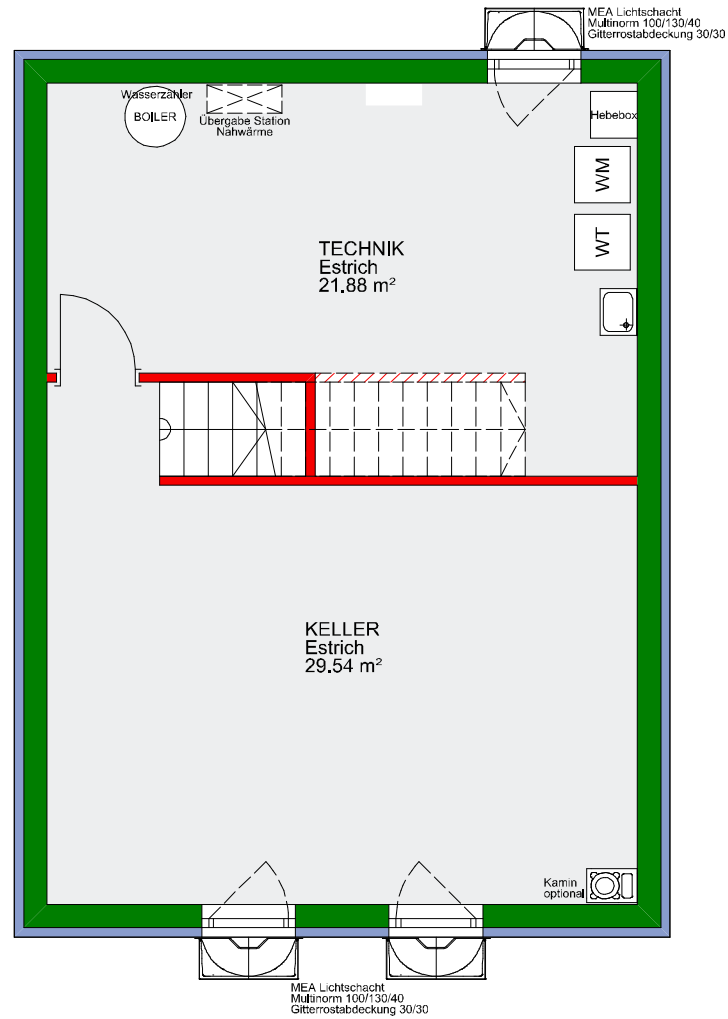 MEA Lichtschacht
Multinorm 100/130/40
Gitterrostabdeckung 30/30
Wasserzähler
BOILER
Übergabe Station
Nahwärme
Hebebox
WM
WT
TECHNIK
Estrich
21.88 m²
KELLER
Estrich
29.54 m²
Kamin
optional
MEA Lichtschacht
Multinorm 100/130/40
Gitterrostabdeckung 30/30